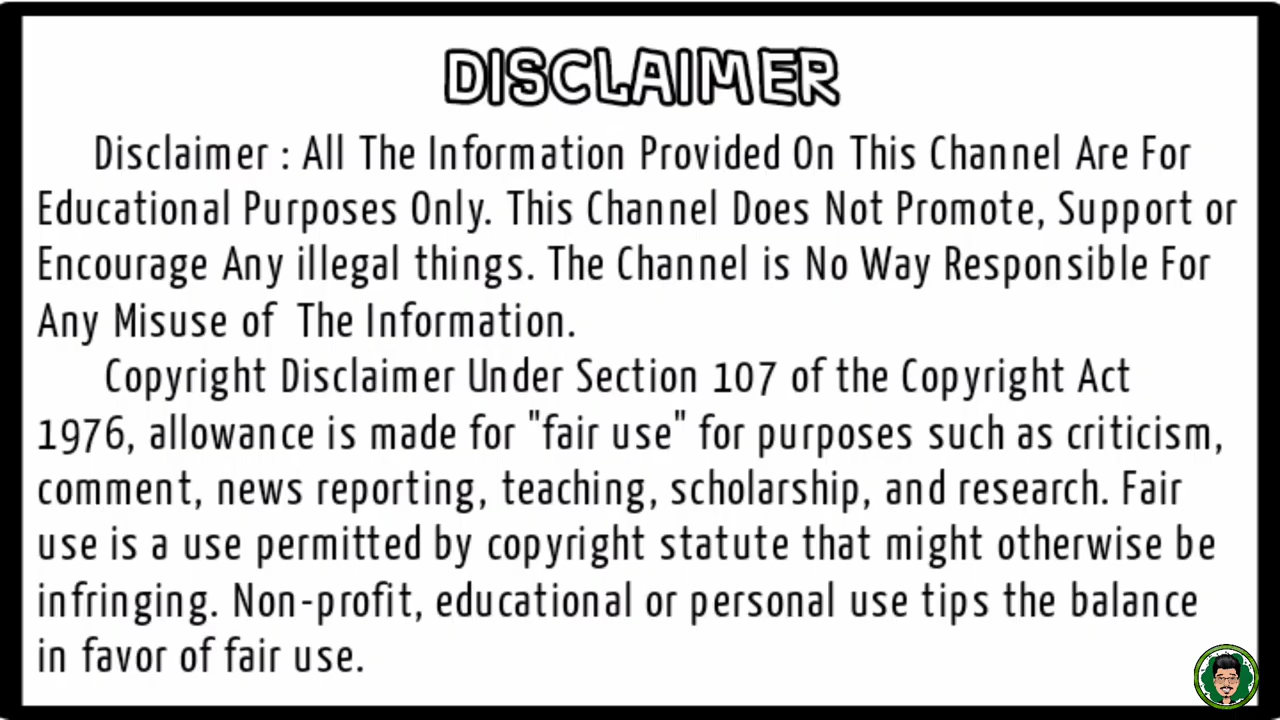 DISCLAIMER
Disclaimer : All The Information Provided On This Channel Are For
Educational Purposes Only. This Channel Does Not Promote, Support or
Encourage Any illegal things. The Channel is No Way Responsible For
Any Misuse of The Information.
Copyright Disclaimer Under Section 107 of the Copyright Act
1976, allowance is made for "fair use" for purposes such as criticism,
comment, news reporting, teaching, scholarship, and research. Fair
use is a use permitted by copyright statute that might otherwise be
infringing. Non-profit, educational or personal use tips the balance
in favor of fair use.